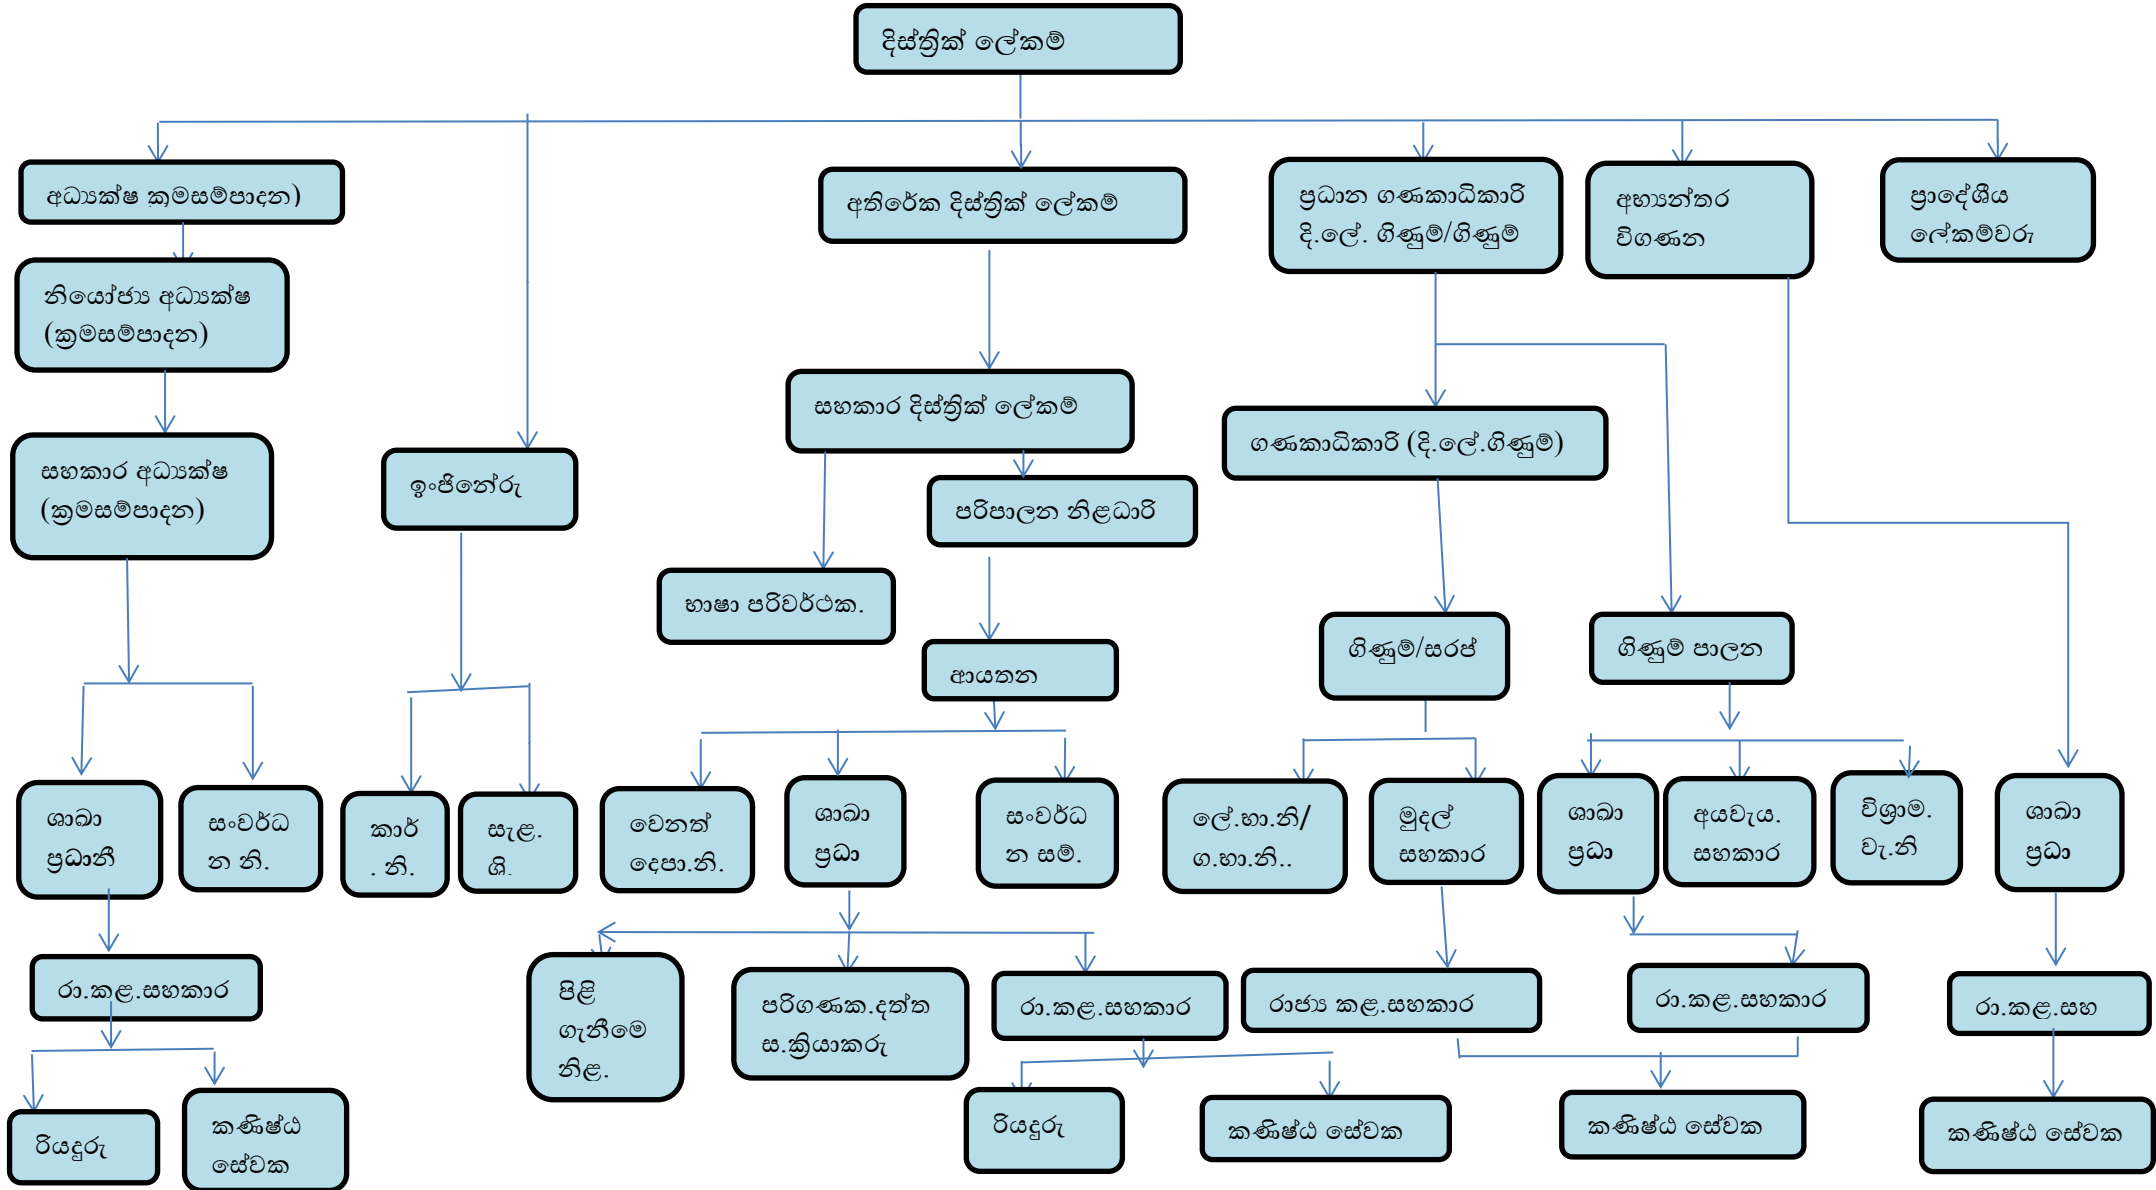 දිස්ත්‍රික් ලේකම්
අධ්‍යක්ෂ ක්‍රමසම්පාදන)
අතිරේක දිස්ත්‍රික් ලේකම්
ප්‍රධාන ගණකාධිකාරි
දි.ලේ. ගිණුම්/ගිණුම්
අභ්‍යන්තර
විගණන
ප්‍රාදේශීය
ලේකම්වරු
නියෝජ්‍ය අධ්‍යක්ෂ
(ක්‍රමසම්පාදන)
සහකාර දිස්ත්‍රික් ලේකම්
ගණකාධිකාරි (දි.ලේ.ගිණුම්)
සහකාර අධ්‍යක්ෂ
(ක්‍රමසම්පාදන)
ඉංජිනේරු
පරිපාලන නිළධාරි
භාෂා පරිවර්ථක.
ගිණුම්/සරප්
ගිණුම් පාලන
ආයතන
ශාඛා
ප්‍රධානී
සංවර්ධ
න නි.
කාර්
. නි.
සැළ.
ශි.
වෙනත්
දෙපා.නි.
ශාඛා
ප්‍රධා
සංවර්ධ
න සම්.
ලේ.භා.නි/
ග.භා.නි..
මුදල්
සහකාර
ශාඛා
ප්‍රධා
අයවැය.
සහකාර
විශ්‍රාම.
වැ.නි
ශාඛා
ප්‍රධා
රා.කළ.සහකාර
පිළි
ගැනීමෙ
නිළ.
පරිගණක.දත්ත
ස.ක්‍රියාකරු
රා.කළ.සහකාර
රාජ්‍ය කළ.සහකාර
රා.කළ.සහකාර
රා.කළ.සහ
රියදුරු
කණිෂ්ඨ
සේවක
රියදුරු
කණිෂ්ඨ සේවක
කණිෂ්ඨ සේවක
කණිෂ්ඨ සේවක